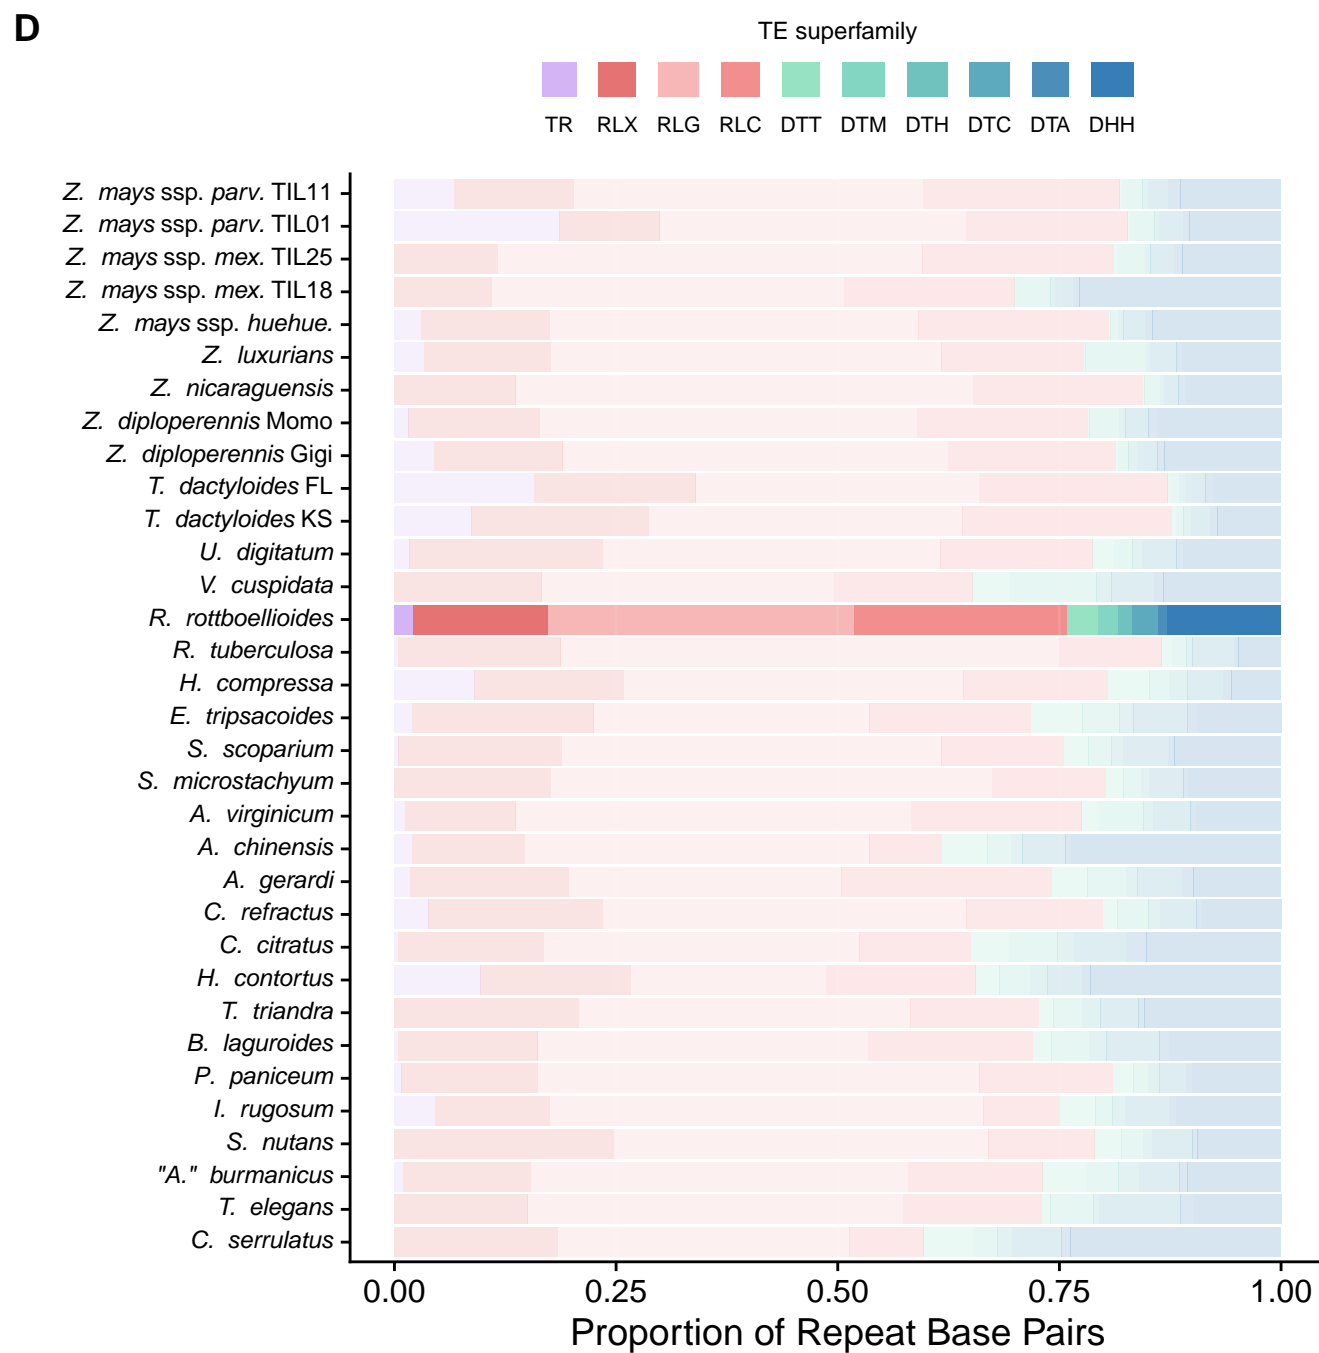 D
TE superfamily
TR RLX RLG RLC DTT DTM DTH DTC DTA DHH
Z. mays ssp. parv. TIL11
Z. mays ssp. parv. TIL01
Z. mays ssp. mex. TIL25
Z. mays ssp. mex. TIL18
Z. mays ssp. huehue.
Z. luxurians
Z. nicaraguensis
Z. diploperennis Momo
Z. diploperennis Gigi
T. dactyloides FL
T. dactyloides KS
U. digitatum
V. cuspidata
R. rottboellioides
R. tuberculosa
H. compressa
E. tripsacoides
S. scoparium
S. microstachyum
A. virginicum
A. chinensis
A. gerardi
C. refractus
C. citratus
H. contortus
T. triandra
B. laguroides
P. paniceum
I. rugosum
S. nutans
"A." burmanicus
T. elegans
C. serrulatus
0.00 0.25 0.50 0.75 1.00
Proportion of Repeat Base Pairs